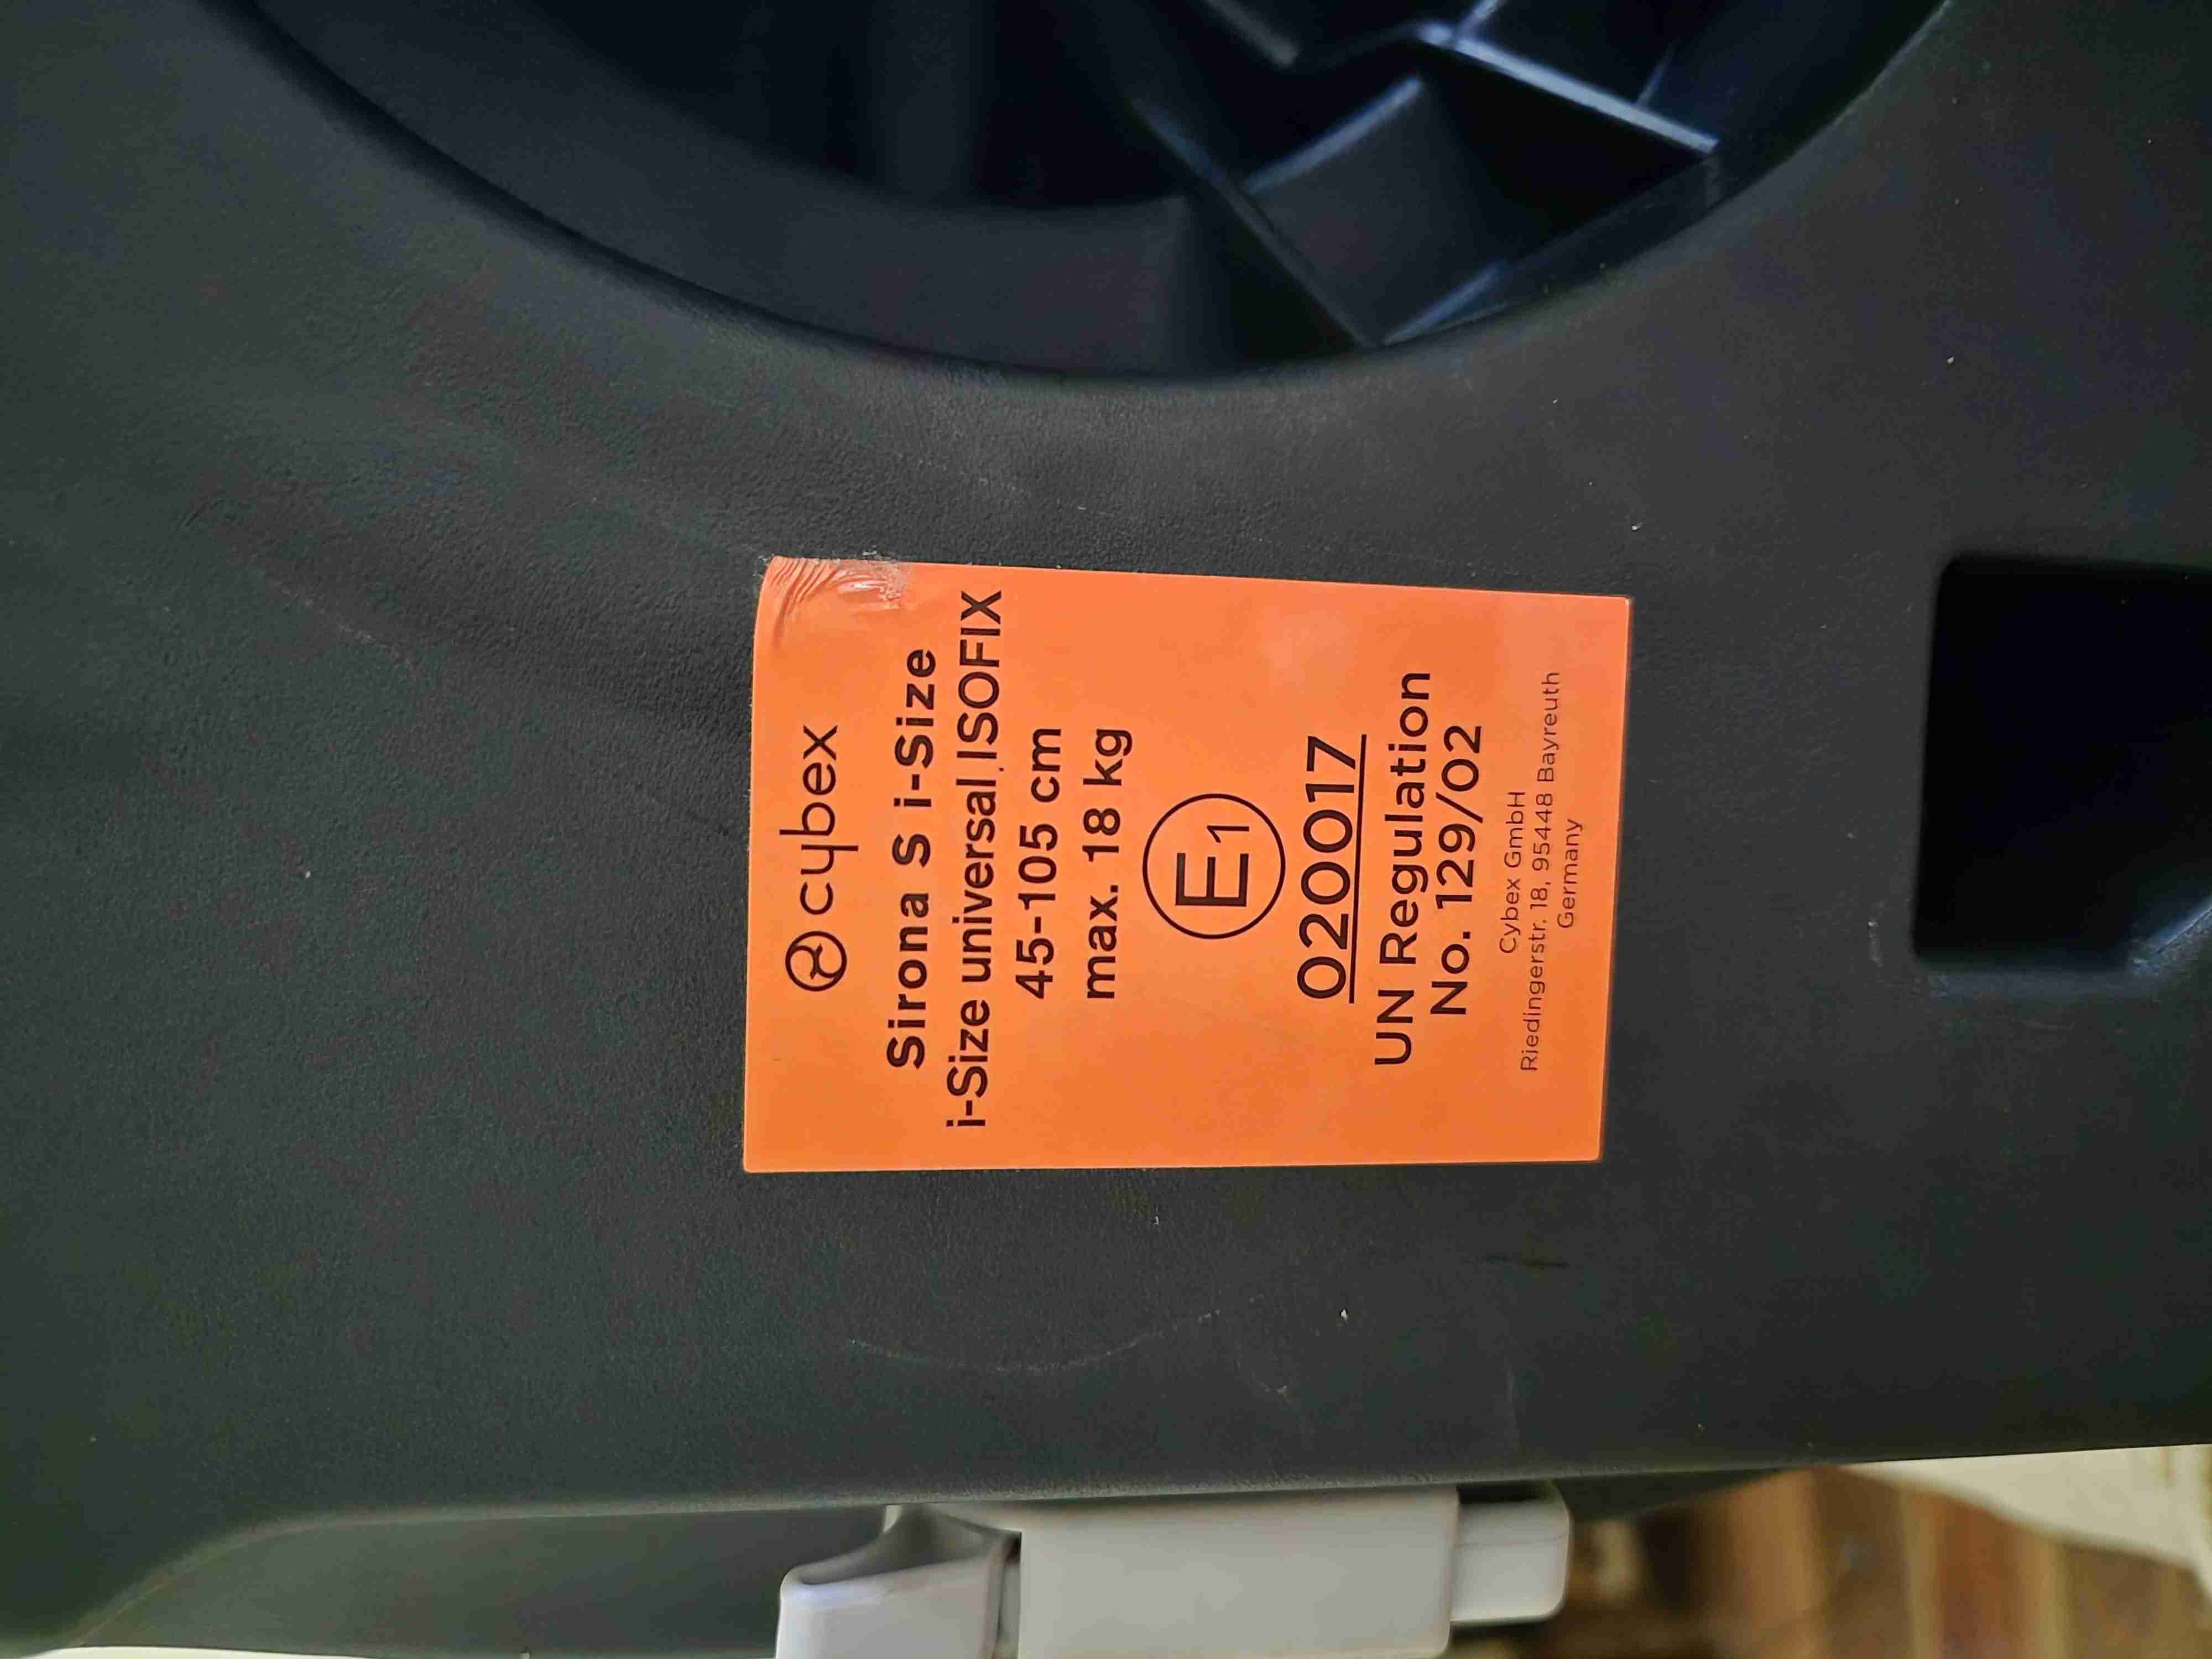 cybex
Sirona S i-Size
i-Size universal ISOFIX
45-105 cm
max. 18 kg
E1
020017
UN Regulation
No. 129/02
Cybex GmbH
Riedingerstr. 18, 95448 Bayreuth
Germany